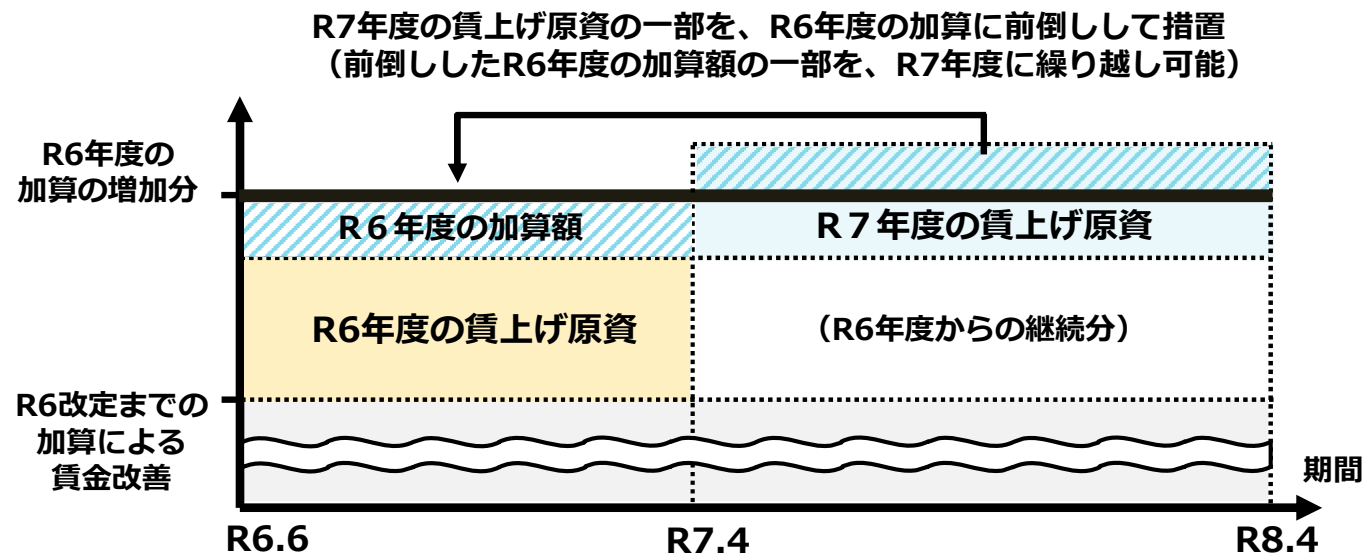 R7年度の賃上げ原資の一部を、R6年度の加算に前倒しして措置
（前倒ししたR6年度の加算額の一部を、R7年度に繰り越し可能）
R6年度の
加算の増加分
R６年度の加算額
R７年度の賃上げ原資
R6年度の賃上げ原資
（R6年度からの継続分）
R6改定までの
加算による
賃金改善
期間
R6.6
R7.4
R8.4